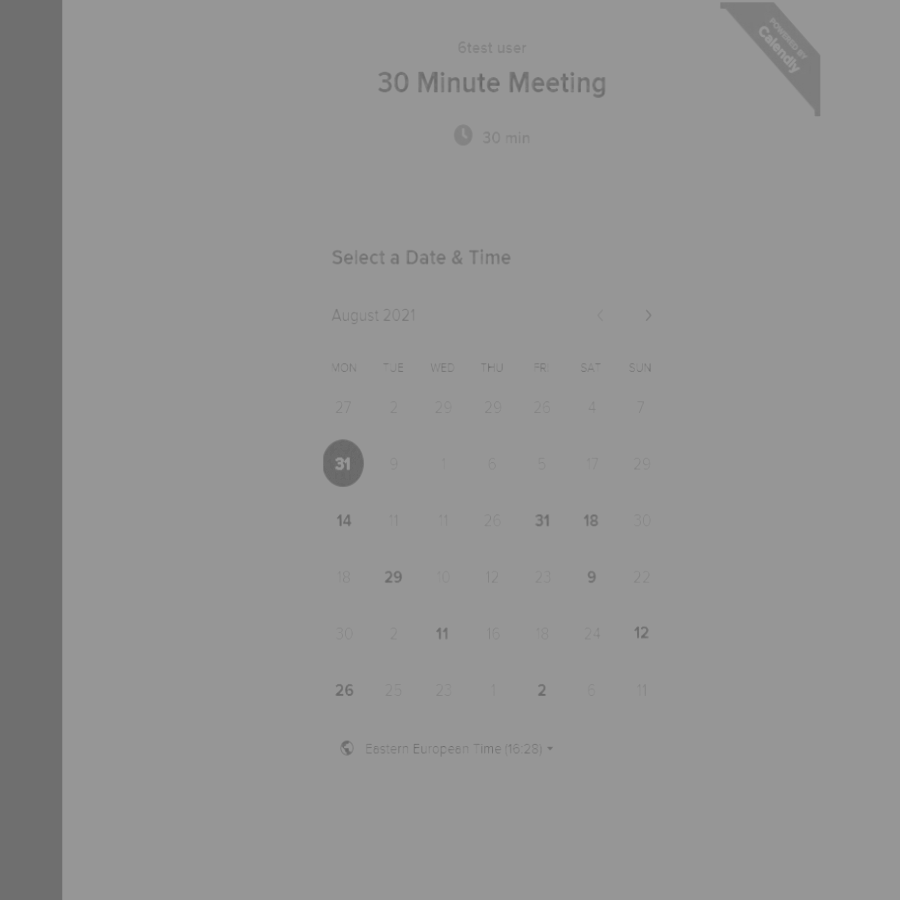 POWERED BY
Calendly
6test user
30 Minute Meeting
30 min
Select a Date & Time
August 2021
MON TUE WED THU FRI SAT SUN
27 2 29 29 26 4 7
31 9 1 6 5 17 29
14 11 11 26 31 18 30
18 29 10 12 23 9 22
30 2 11 16 18 24 12
26 25 23 1 2 6 11
Eastern European Time (16:28)